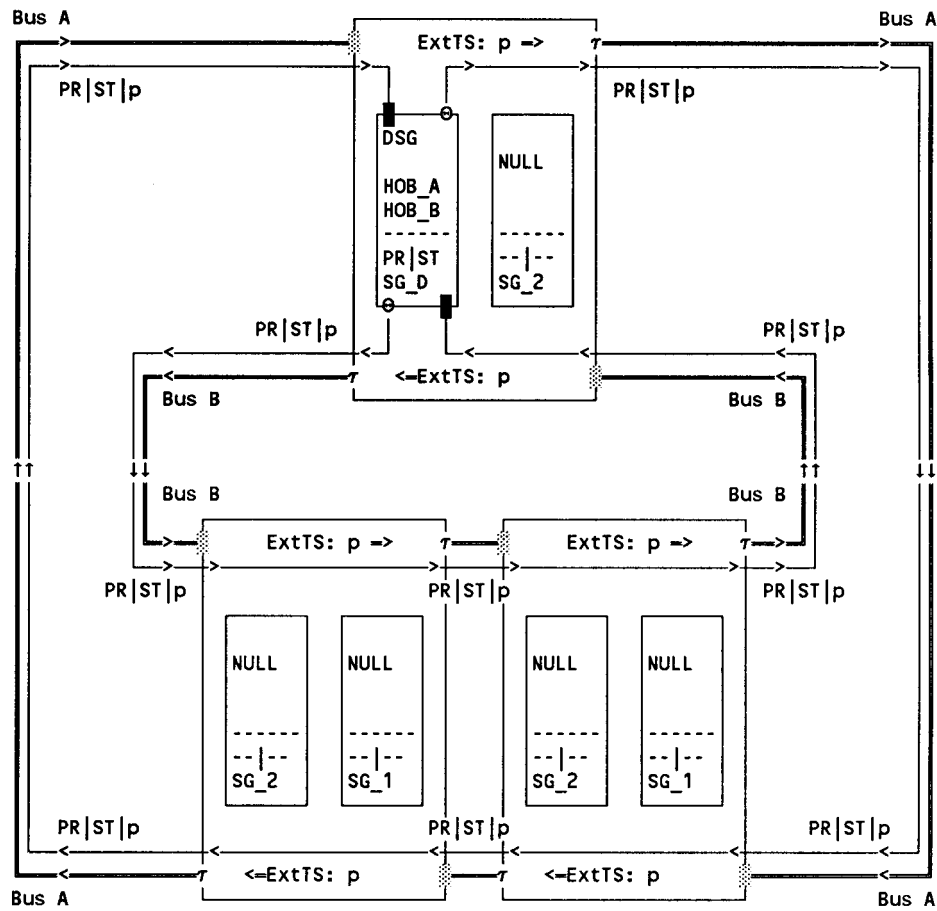 Bus A
Bus A
ExtTS: p =>
τ
PR|ST|p
PR|ST|p
DSG
HOB_A
HOB_B
-------
PR|ST
SG_D
NULL
-------
--|--
SG_2
PR|ST|p
PR|ST|p
τ
<=ExtTS: p
Bus B
Bus B
Bus B
Bus B
ExtTS: p =>
τ
ExtTS: p =>
τ
PR|ST|p
PR|ST|p
PR|ST|p
NULL
-------
--|--
SG_2
NULL
-------
--|--
SG_1
NULL
-------
--|--
SG_2
NULL
-------
--|--
SG_1
PR|ST|p
PR|ST|p
PR|ST|p
τ
<=ExtTS: p
τ
<=ExtTS: p
Bus A
Bus A